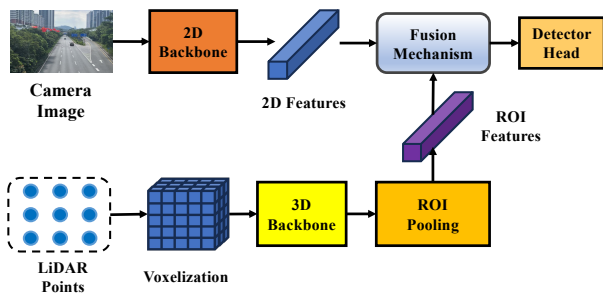 2D
Backbone
Fusion
Mechanism
Detector
Head
Camera
Image
2D Features
ROI
Features
3D
Backbone
ROI
Pooling
LiDAR
Points
Voxelization